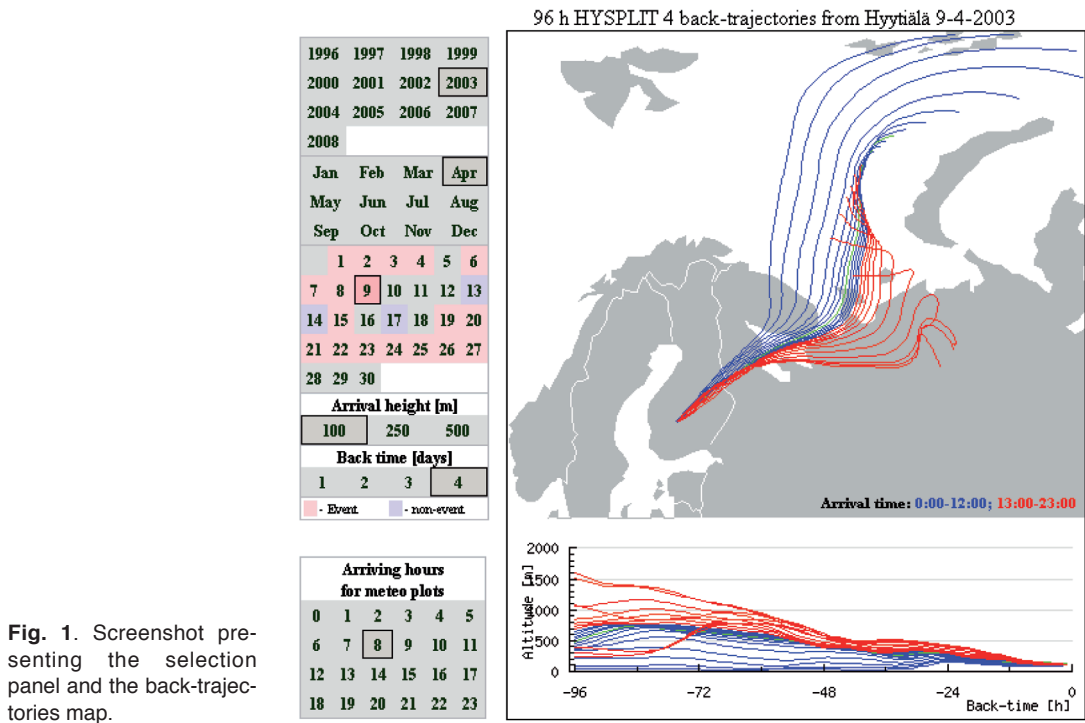 96 h HYSPLIT 4 back-trajectories from Hyytiälä 9-4-2003
1996 1997 1998 1999
2000 2001 2002 2003
2004 2005 2006 2007
2008
Jan Feb Mar Apr
May Jun Jul Aug
Sep Oct Nov Dec
1 2 3 4 5 6
7 8 9 10 11 12 13
14 15 16 17 18 19 20
21 22 23 24 25 26 27
28 29 30
Arrival height [m]
100 250 500
Back time [days]
1 2 3 4
- Event - non-event
Arriving hours
for meteo plots
0 1 2 3 4 5
6 7 8 9 10 11
12 13 14 15 16 17
18 19 20 21 22 23
Arrival time: 0:00-12:00; 13:00-23:00
Altitude [m]
2000
1500
1000
500
0
-96 -72 -48 -24 0
Back-time [h]
Fig. 1. Screenshot pre-
senting the selection
panel and the back-trajec-
tories map.